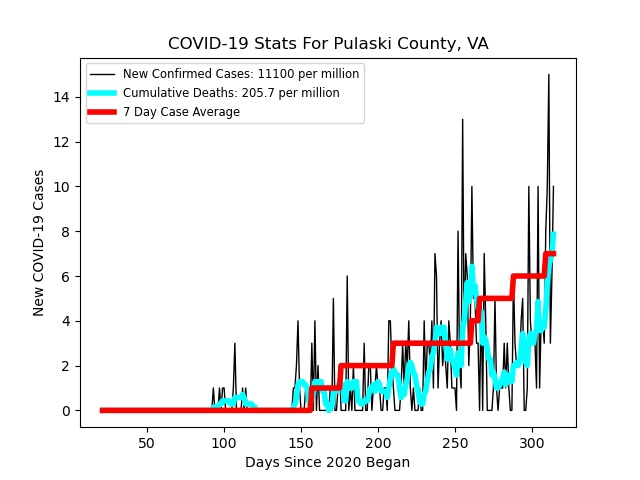 COVID-19 Stats For Pulaski County, VA
New Confirmed Cases: 11100 per million
Cumulative Deaths: 205.7 per million
7 Day Case Average
New COVID-19 Cases
14
12
10
8
6
4
2
0
50 100 150 200 250 300
Days Since 2020 Began